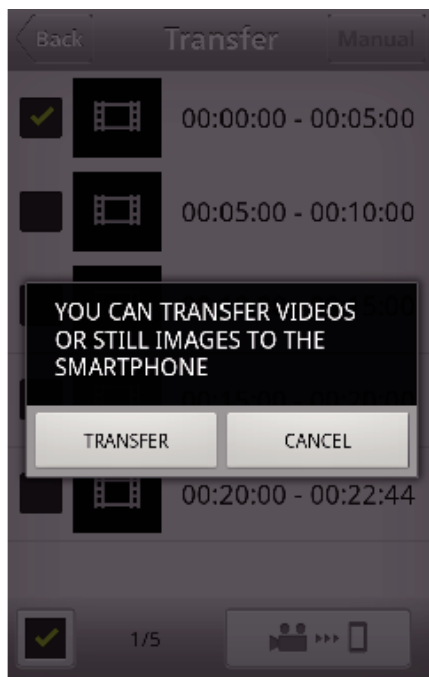 Back
Transfer
Manual
00:00:00 - 00:05:00
00:05:00 - 00:10:00
YOU CAN TRANSFER VIDEOS
OR STILL IMAGES TO THE
SMARTPHONE
TRANSFER
CANCEL
00:20:00 - 00:22:44
1/5